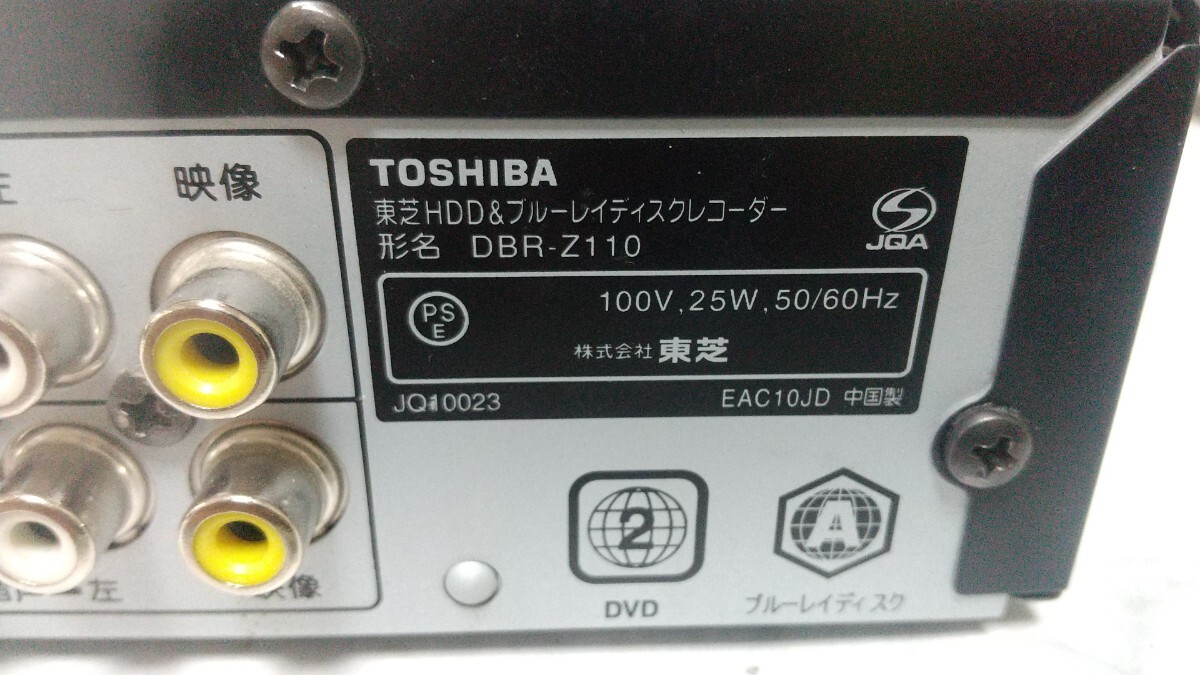 左
映像
TOSHIBA
東芝HDD&ブルーレイディスクレコーダー
形名 DBR-Z110
JQA
PS
E
100V,25W,50/60Hz
株式会社 東芝
JQ10023
EAC10JD 中国製
左
映像
2
A
DVD
ブルーレイディスク